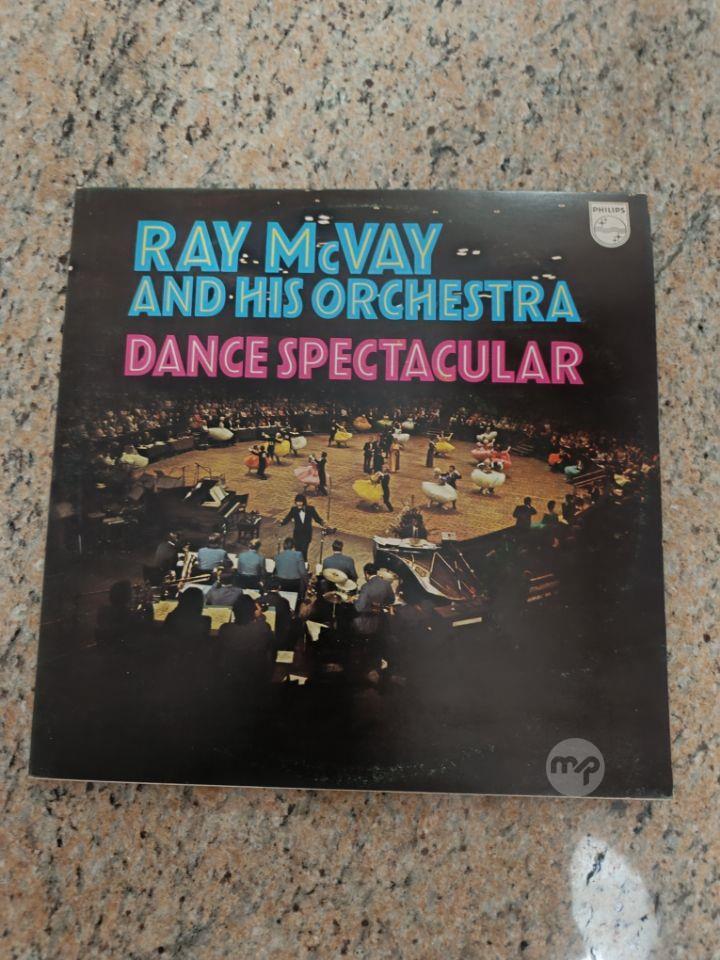 PHILIPS
RAY McVAY
AND HIS ORCHESTRA
DANCE SPECTACULAR
mp